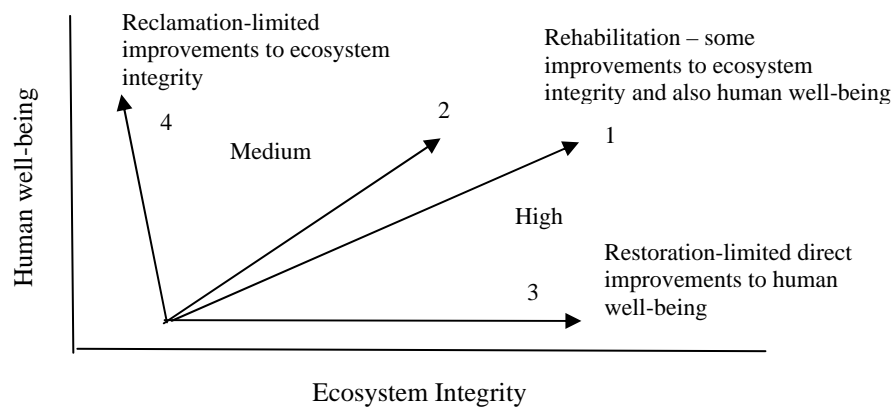 Reclamation-limited
improvements to ecosystem
integrity
Rehabilitation – some
improvements to ecosystem
integrity and also human well-being
4
2
1
Medium
High
Restoration-limited direct
improvements to human
well-being
3
Human well-being
Ecosystem Integrity